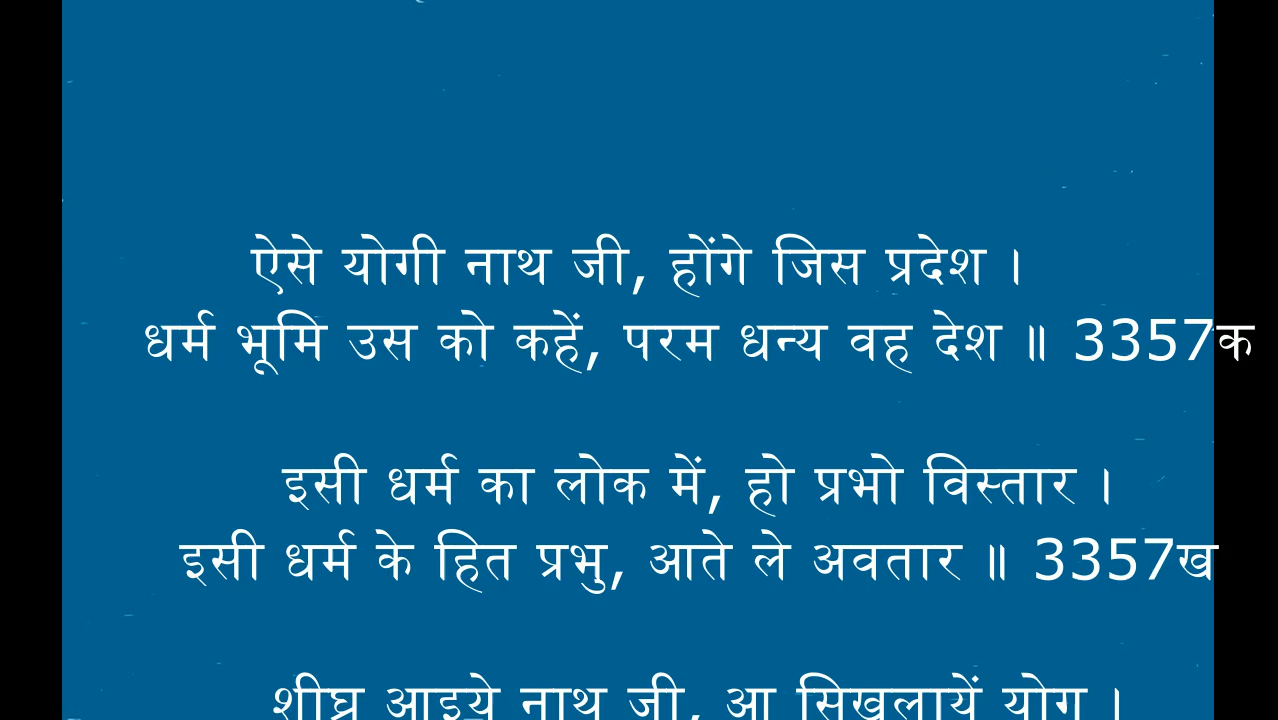 ऐसे योगी नाथ जी, होंगे जिस प्रदेश ।
धर्म भूमि उस को कहें, परम धन्य वह देश ॥ 3357क
इसी धर्म का लोक में, हो प्रभो विस्तार ।
इसी धर्म के हित प्रभु, आते ले अवतार ॥ 3357ख
शीघ्र आइये नाथ जी, आ सिखलायें योग ।